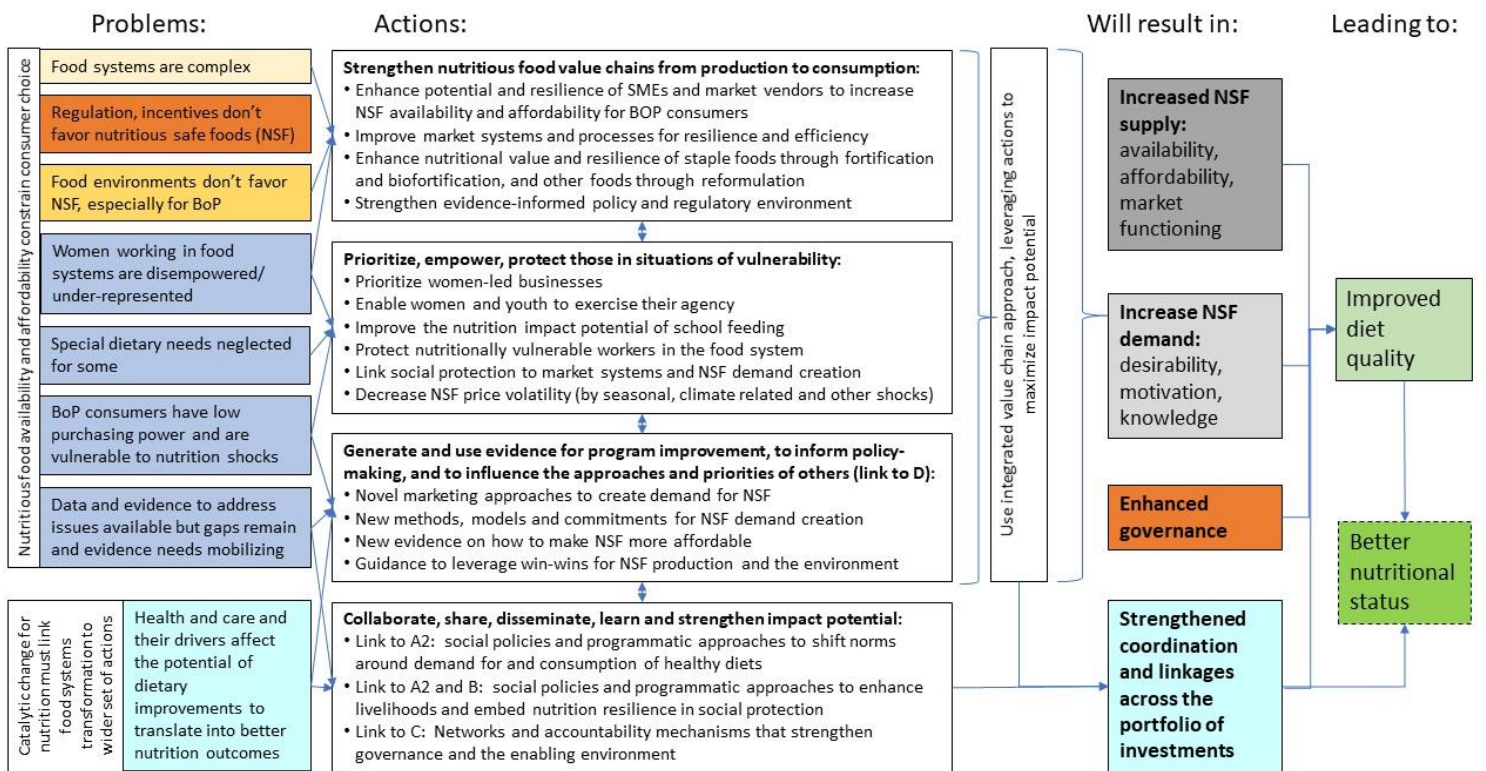 Problems:
Actions:
Will result in:
Leading to:
Nutritious food availability and affordability constrain consumer choice
Food systems are complex
Regulation, incentives don't
favor nutritious safe foods (NSF)
Food environments don't favor
NSF, especially for BoP
Women working in food
systems are disempowered/
under-represented
Special dietary needs neglected
for some
BoP consumers have low
purchasing power and are
vulnerable to nutrition shocks
Data and evidence to address
issues available but gaps remain
and evidence needs mobilizing
Catalytic change for
nutrition must link
food systems
transformation to
wider set of actions
Health and care and
their drivers affect
the potential of
dietary
improvements to
translate into better
nutrition outcomes
Strengthen nutritious food value chains from production to consumption:
• Enhance potential and resilience of SMEs and market vendors to increase
NSF availability and affordability for BOP consumers
• Improve market systems and processes for resilience and efficiency
• Enhance nutritional value and resilience of staple foods through fortification
and biofortification, and other foods through reformulation
• Strengthen evidence-informed policy and regulatory environment
Prioritize, empower, protect those in situations of vulnerability:
• Prioritize women-led businesses
• Enable women and youth to exercise their agency
• Improve the nutrition impact potential of school feeding
• Protect nutritionally vulnerable workers in the food system
• Link social protection to market systems and NSF demand creation
• Decrease NSF price volatility (by seasonal, climate related and other shocks)
Generate and use evidence for program improvement, to inform policy-
making, and to influence the approaches and priorities of others (link to D):
• Novel marketing approaches to create demand for NSF
• New methods, models and commitments for NSF demand creation
• New evidence on how to make NSF more affordable
• Guidance to leverage win-wins for NSF production and the environment
Collaborate, share, disseminate, learn and strengthen impact potential:
• Link to A2: social policies and programmatic approaches to shift norms
around demand for and consumption of healthy diets
• Link to A2 and B: social policies and programmatic approaches to enhance
livelihoods and embed nutrition resilience in social protection
• Link to C: Networks and accountability mechanisms that strengthen
governance and the enabling environment
Use integrated value chain approach, leveraging actions to
maximize impact potential
Increased NSF
supply:
availability,
affordability,
market
functioning
Increase NSF
demand:
desirability,
motivation,
knowledge
Enhanced
governance
Strengthened
coordination
and linkages
across the
portfolio of
investments
Improved
diet
quality
Better
nutritional
status